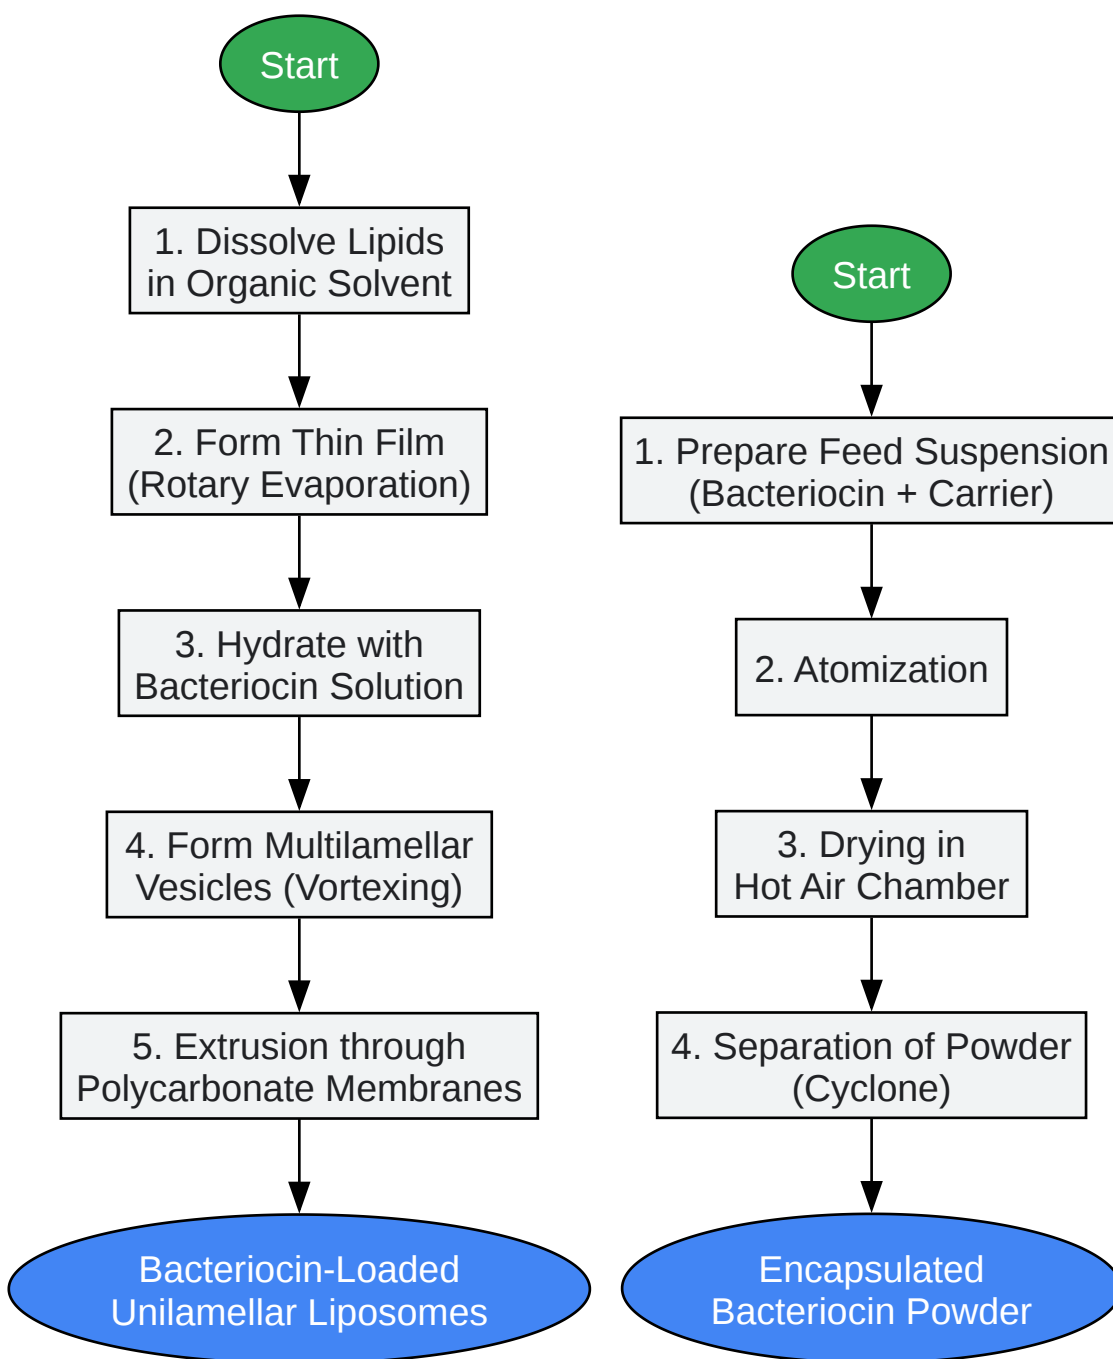 Start
1. Dissolve Lipids
in Organic Solvent
2. Form Thin Film
(Rotary Evaporation)
3. Hydrate with
Bacteriocin Solution
4. Form Multilamellar
Vesicles (Vortexing)
5. Extrusion through
Polycarbonate Membranes
Bacteriocin-Loaded
Unilamellar Liposomes
Start
1. Prepare Feed Suspension
(Bacteriocin + Carrier)
2. Atomization
3. Drying in
Hot Air Chamber
4. Separation of Powder
(Cyclone)
Encapsulated
Bacteriocin Powder